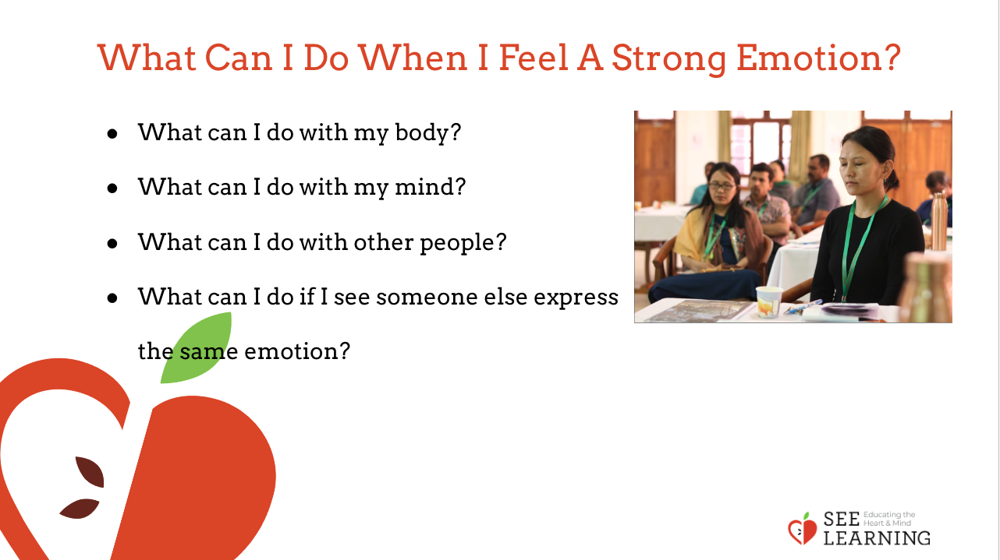 What Can I Do When I Feel A Strong Emotion?
● What can I do with my body?
● What can I do with my mind?
● What can I do with other people?
● What can I do if I see someone else express
the same emotion?
SEE Educating the
Heart & Mind
LEARNING